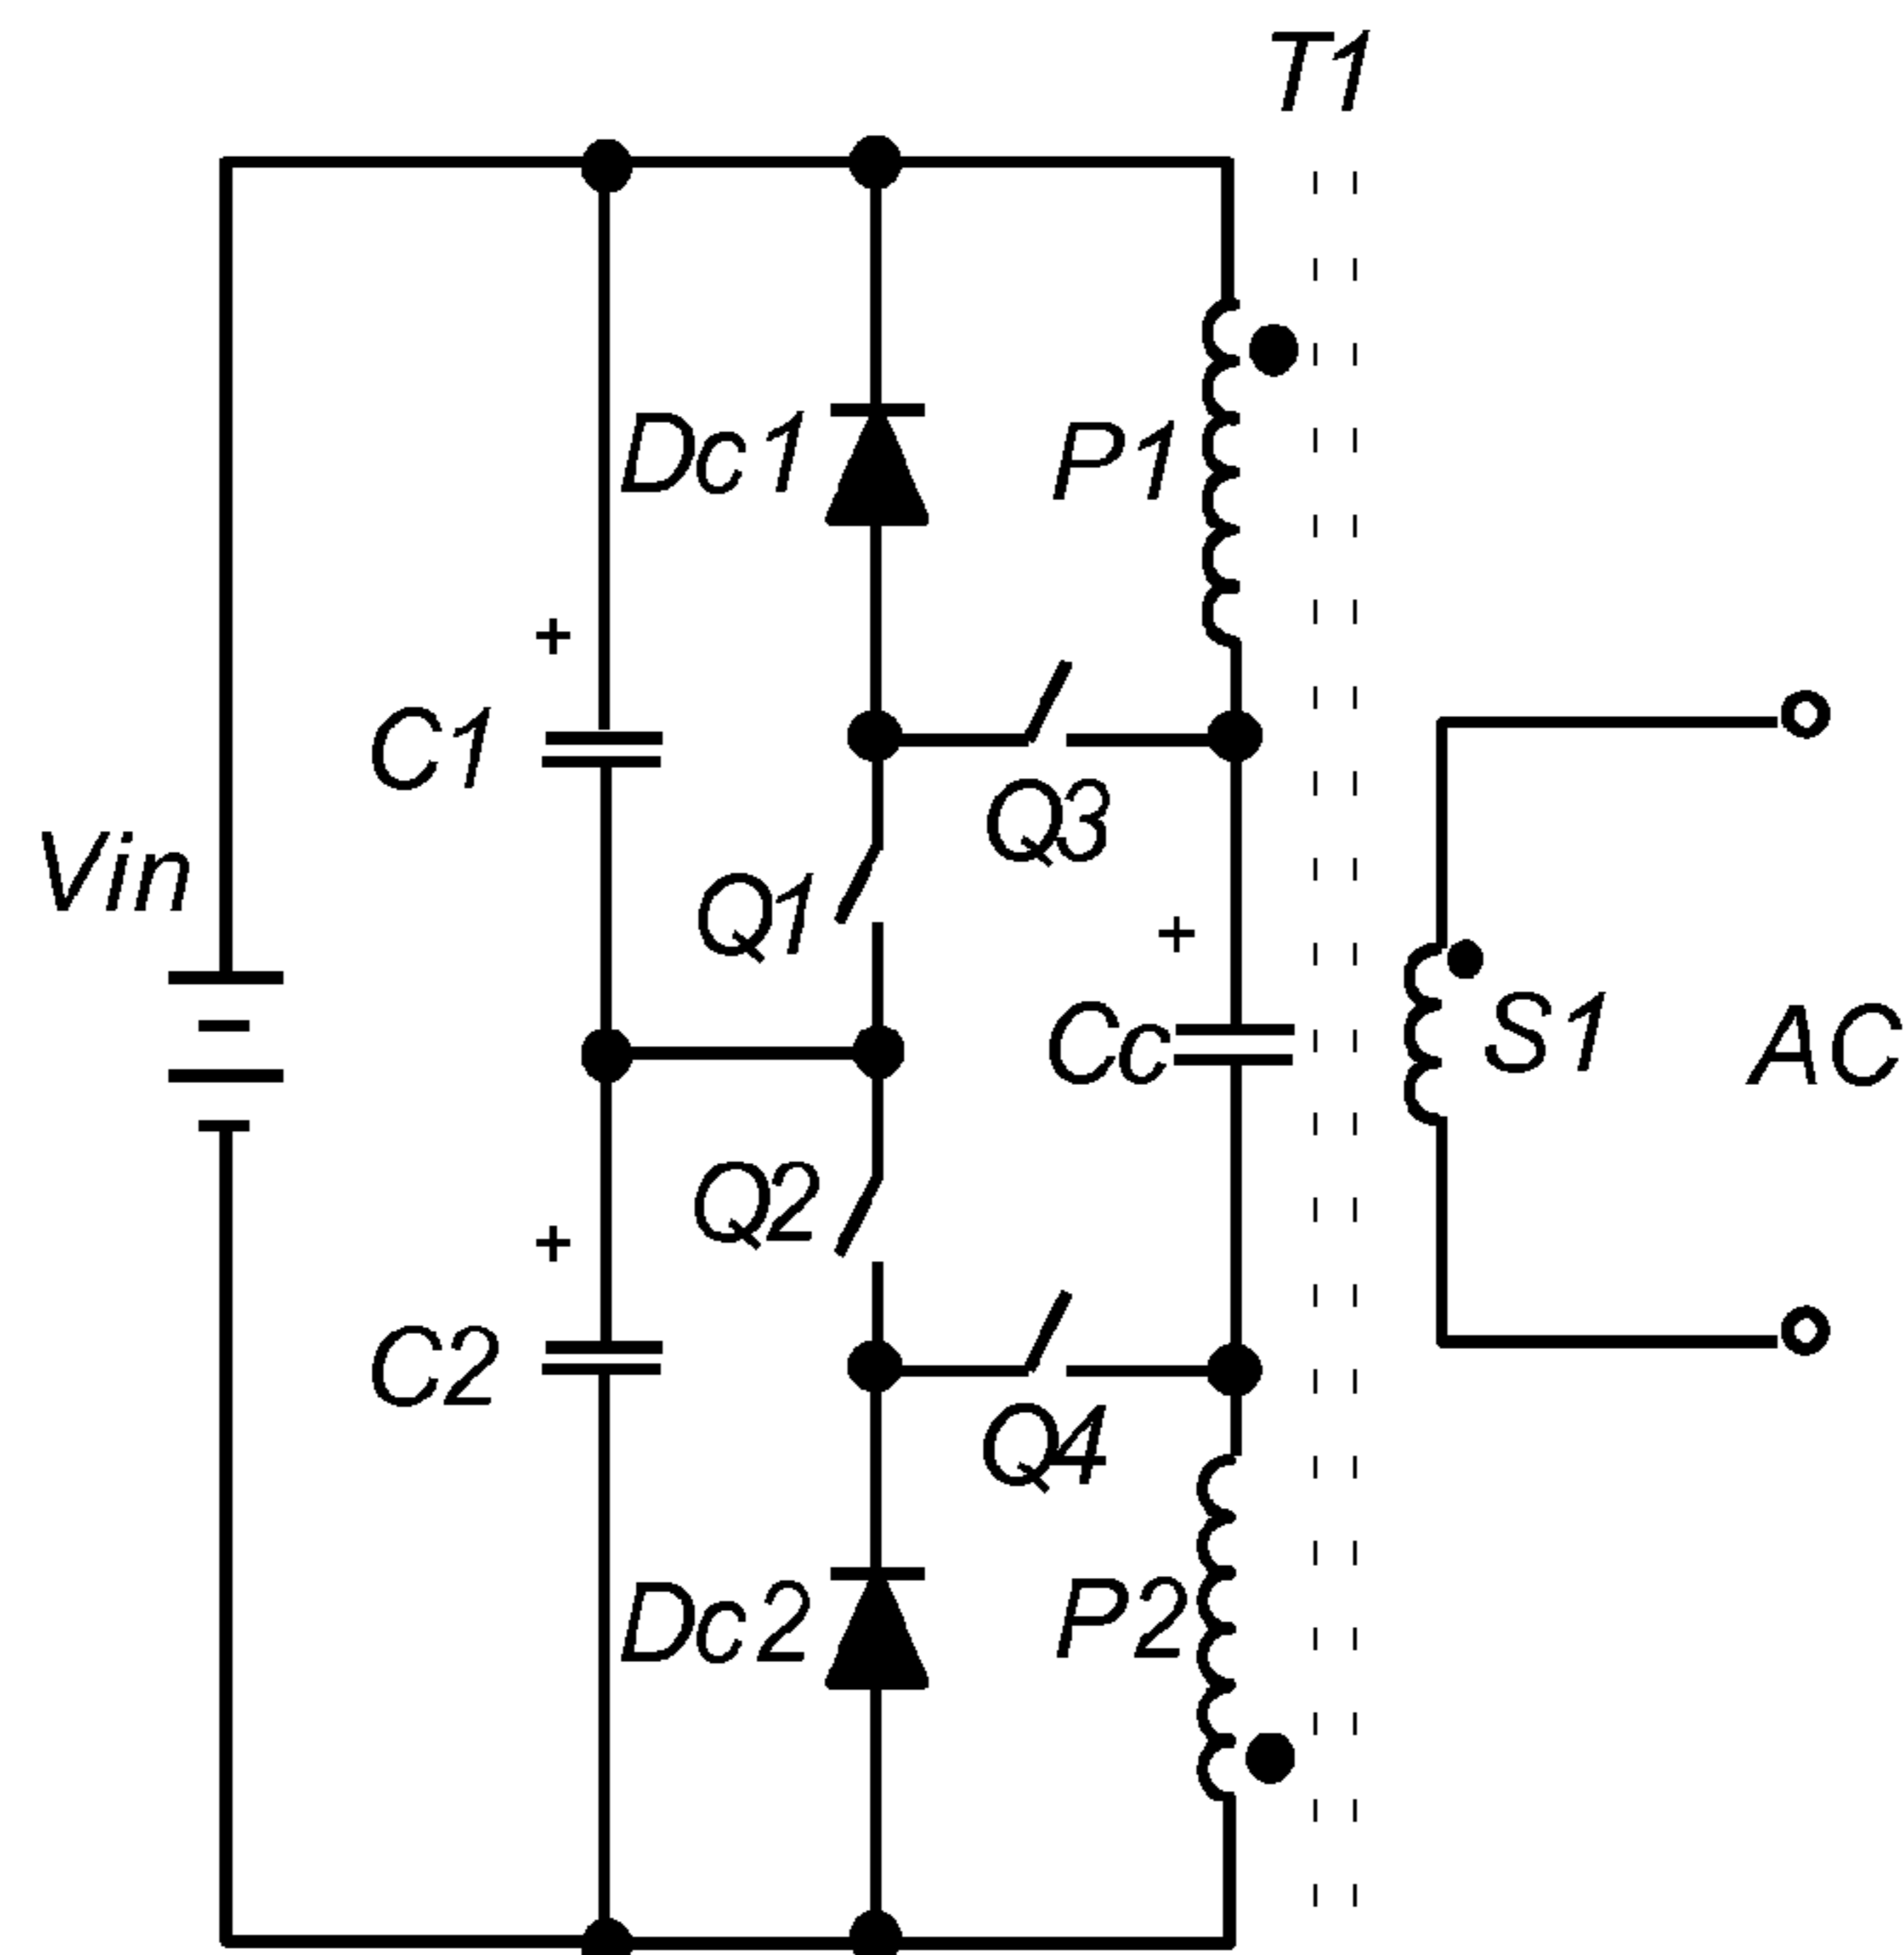 T1
Dc1
P1
+
C1
Q3
Vin
Q1
+
Cc
S1
AC
Q2
+
C2
Q4
Dc2
P2